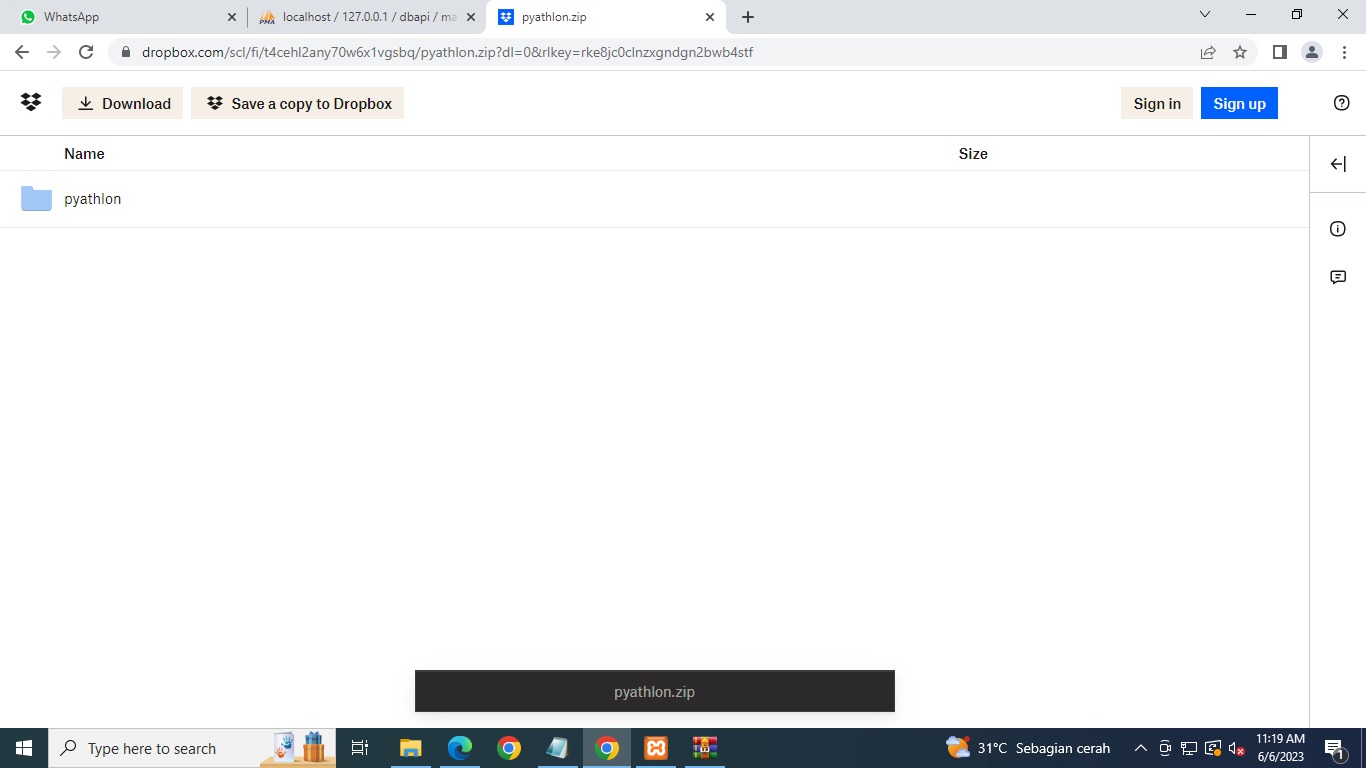 WhatsApp
localhost / 127.0.0.1 / dbapi / ma
pyathlon.zip
dropbox.com/scl/fi/t4cehl2any70w6x1vgsbq/pyathlon.zip?dl=0&rlkey=rke8jc0clnzxgndgn2bwb4stf
Download
Save a copy to Dropbox
Sign in
Sign up
Name
Size
pyathlon
pyathlon.zip
Type here to search
31°C Sebagian cerah
11:19 AM
6/6/2023
1